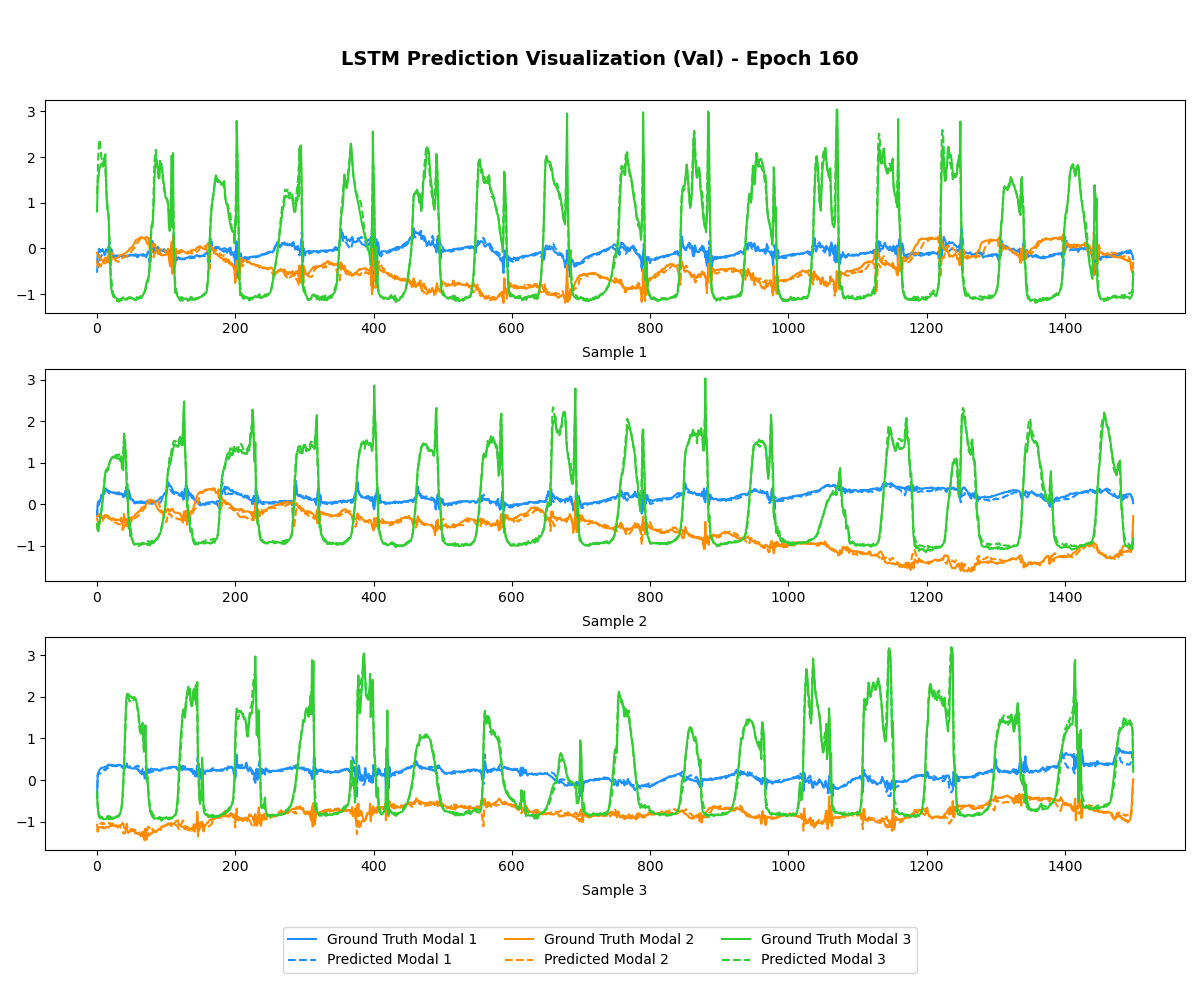 LSTM Prediction Visualization (Val) - Epoch 160
3
2
1
0
−1
0 200 400 600 800 1000 1200 1400
Sample 1
3
2
1
0
−1
0 200 400 600 800 1000 1200 1400
Sample 2
3
2
1
0
−1
0 200 400 600 800 1000 1200 1400
Sample 3
Ground Truth Modal 1 Ground Truth Modal 2 Ground Truth Modal 3
Predicted Modal 1 Predicted Modal 2 Predicted Modal 3